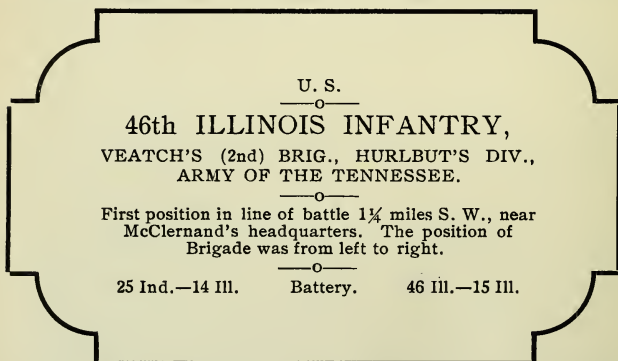 U. S.
46th ILLINOIS INFANTRY,
VEATCH'S (2nd) BRIG., HURLBUT'S DIV.,
ARMY OF THE TENNESSEE.
First position in line of battle 1¼ miles S. W., near
McClernand's headquarters. The position of
Brigade was from left to right.
25 Ind.—14 Ill. Battery. 46 Ill.—15 Ill.